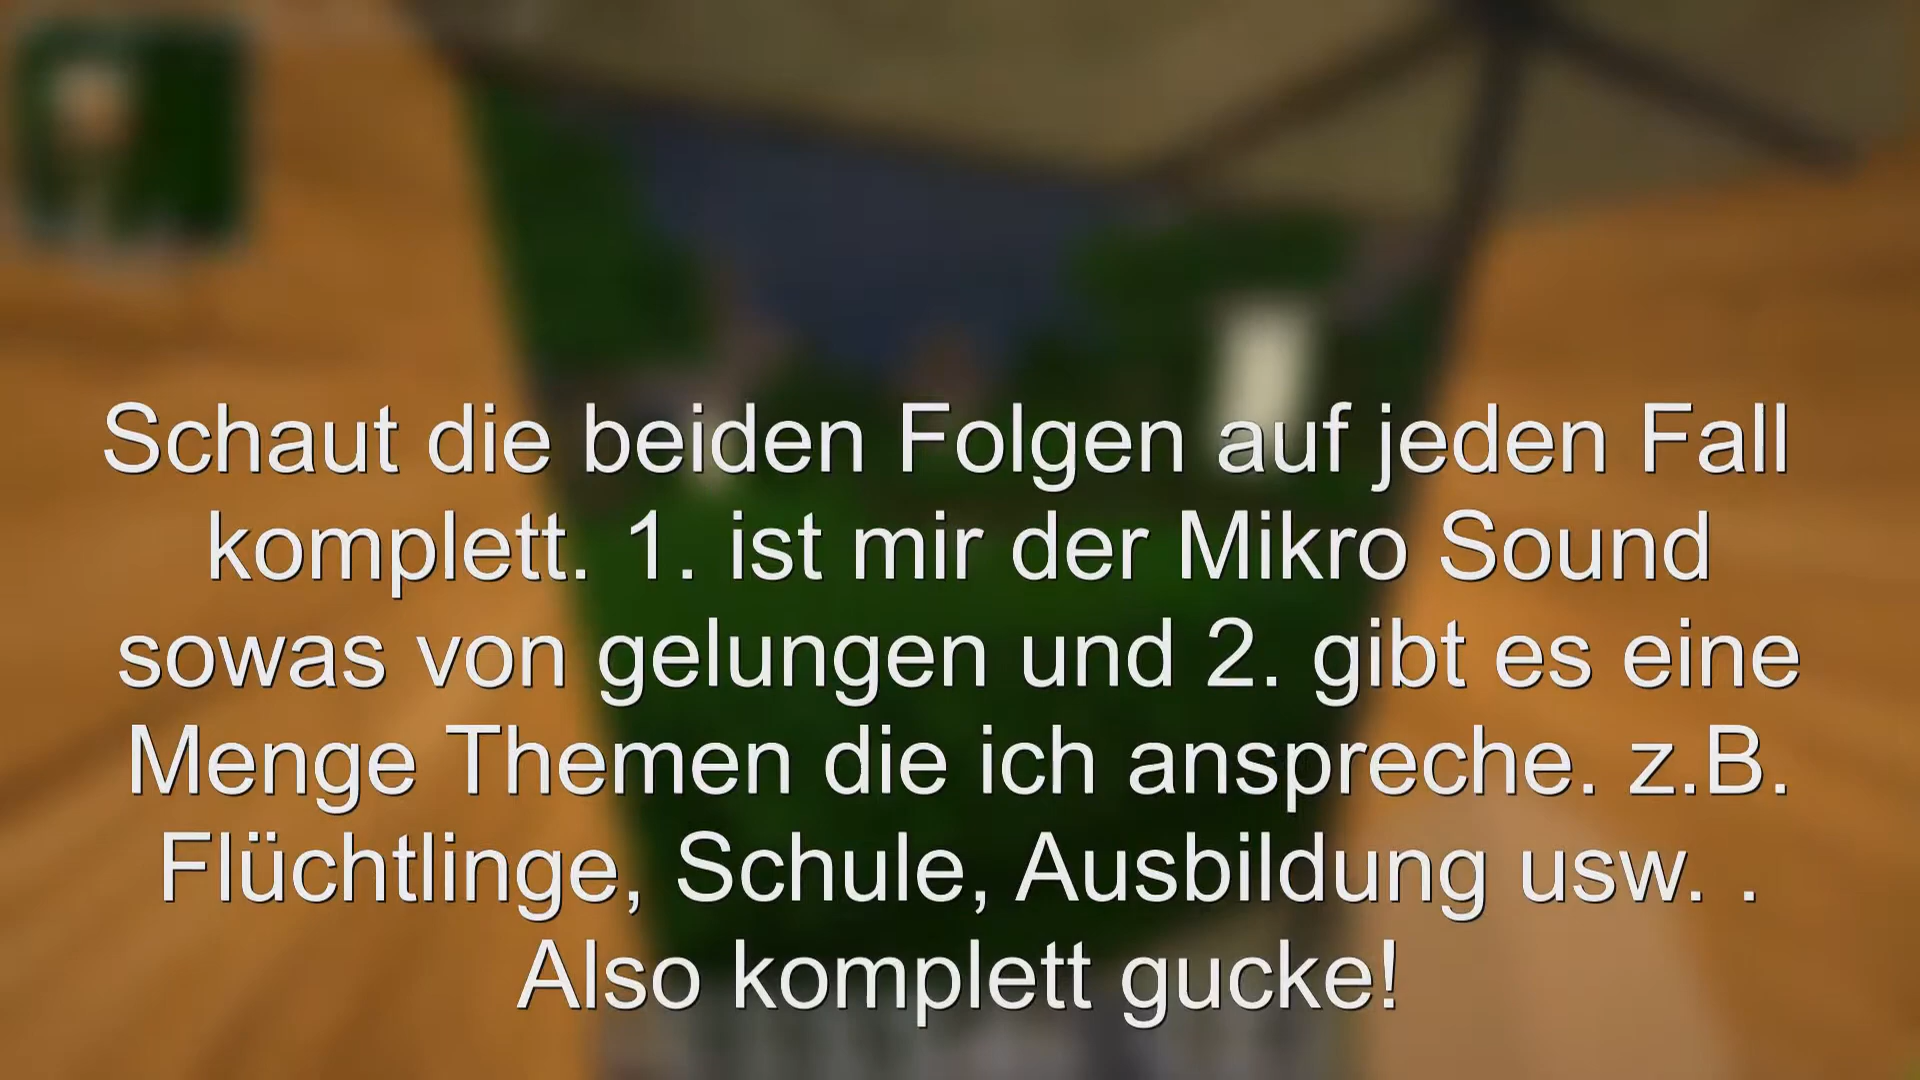 Schaut die beiden Folgen auf jeden Fall
komplett. 1. ist mir der Mikro Sound
sowas von gelungen und 2. gibt es eine
Menge Themen die ich anspreche. z.B.
Flüchtlinge, Schule, Ausbildung usw. .
Also komplett gucke!